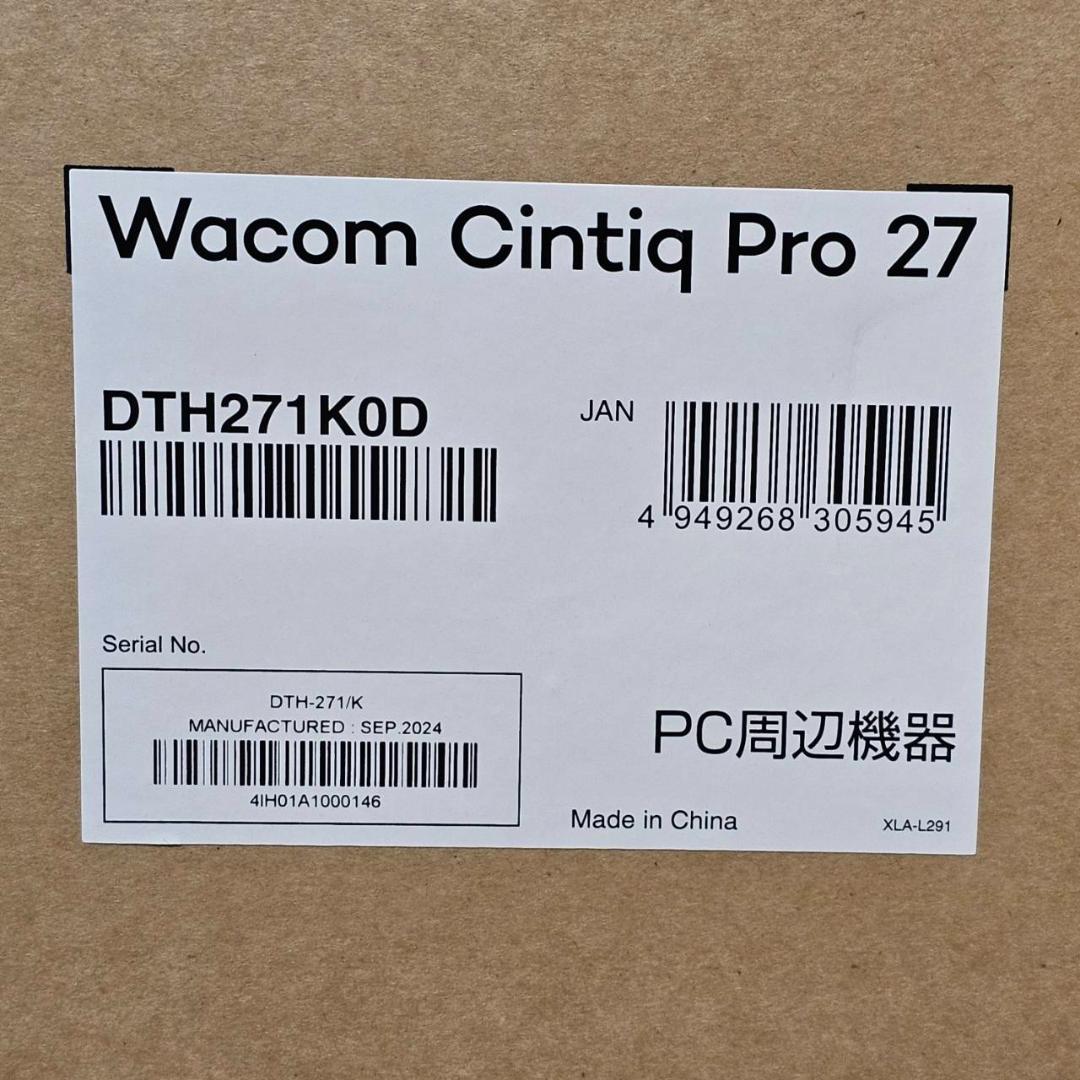 Wacom Cintiq Pro 27
DTH271K0D
JAN
4 949268 305945
Serial No.
DTH-271/K
MANUFACTURED : SEP.2024
4IH01A1000146
PC周辺機器
Made in China
XLA-L291